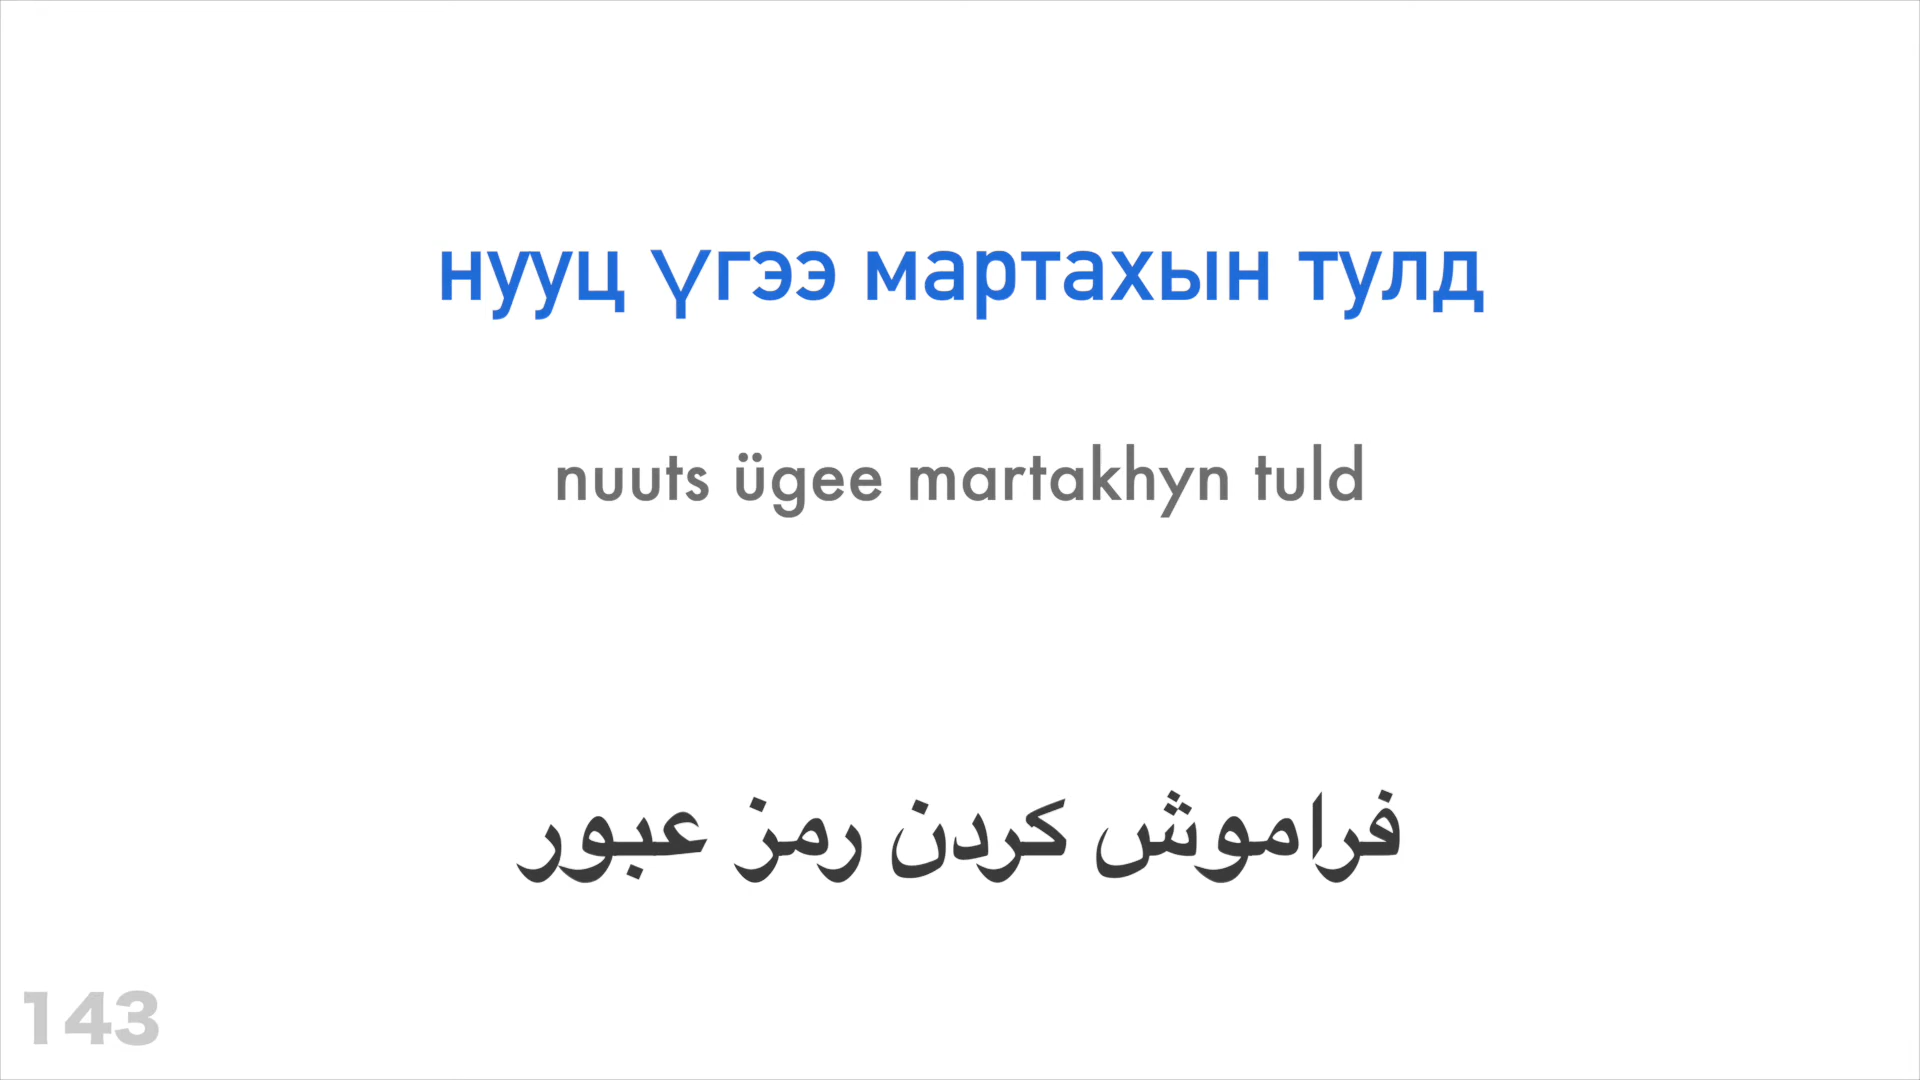 нууц үгээ мартахын тулд
nuuts ügee martakhyn tuld
فراموش کردن رمز عبور
143